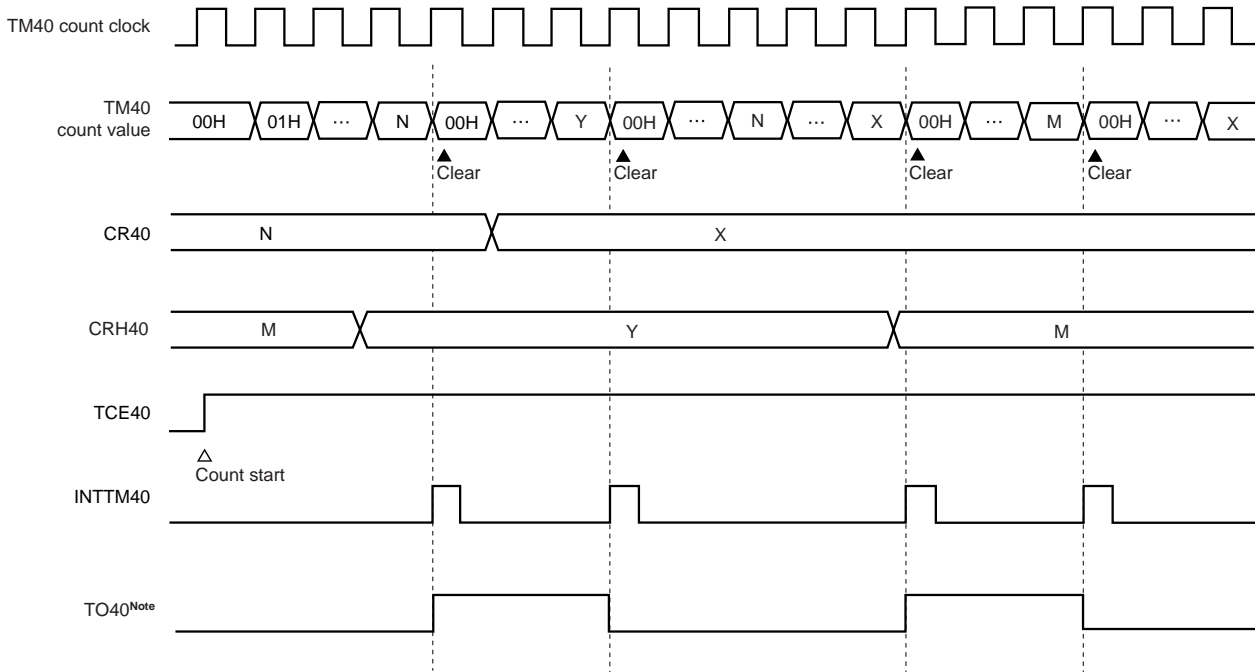 TM40 count clock
TM40
count value
00H 01H ... N 00H ... Y 00H ... N ... X 00H ... M 00H ... X
Clear Clear Clear Clear
CR40 N X
CRH40 M Y M
TCE40
Count start
INTTM40
TO40Note